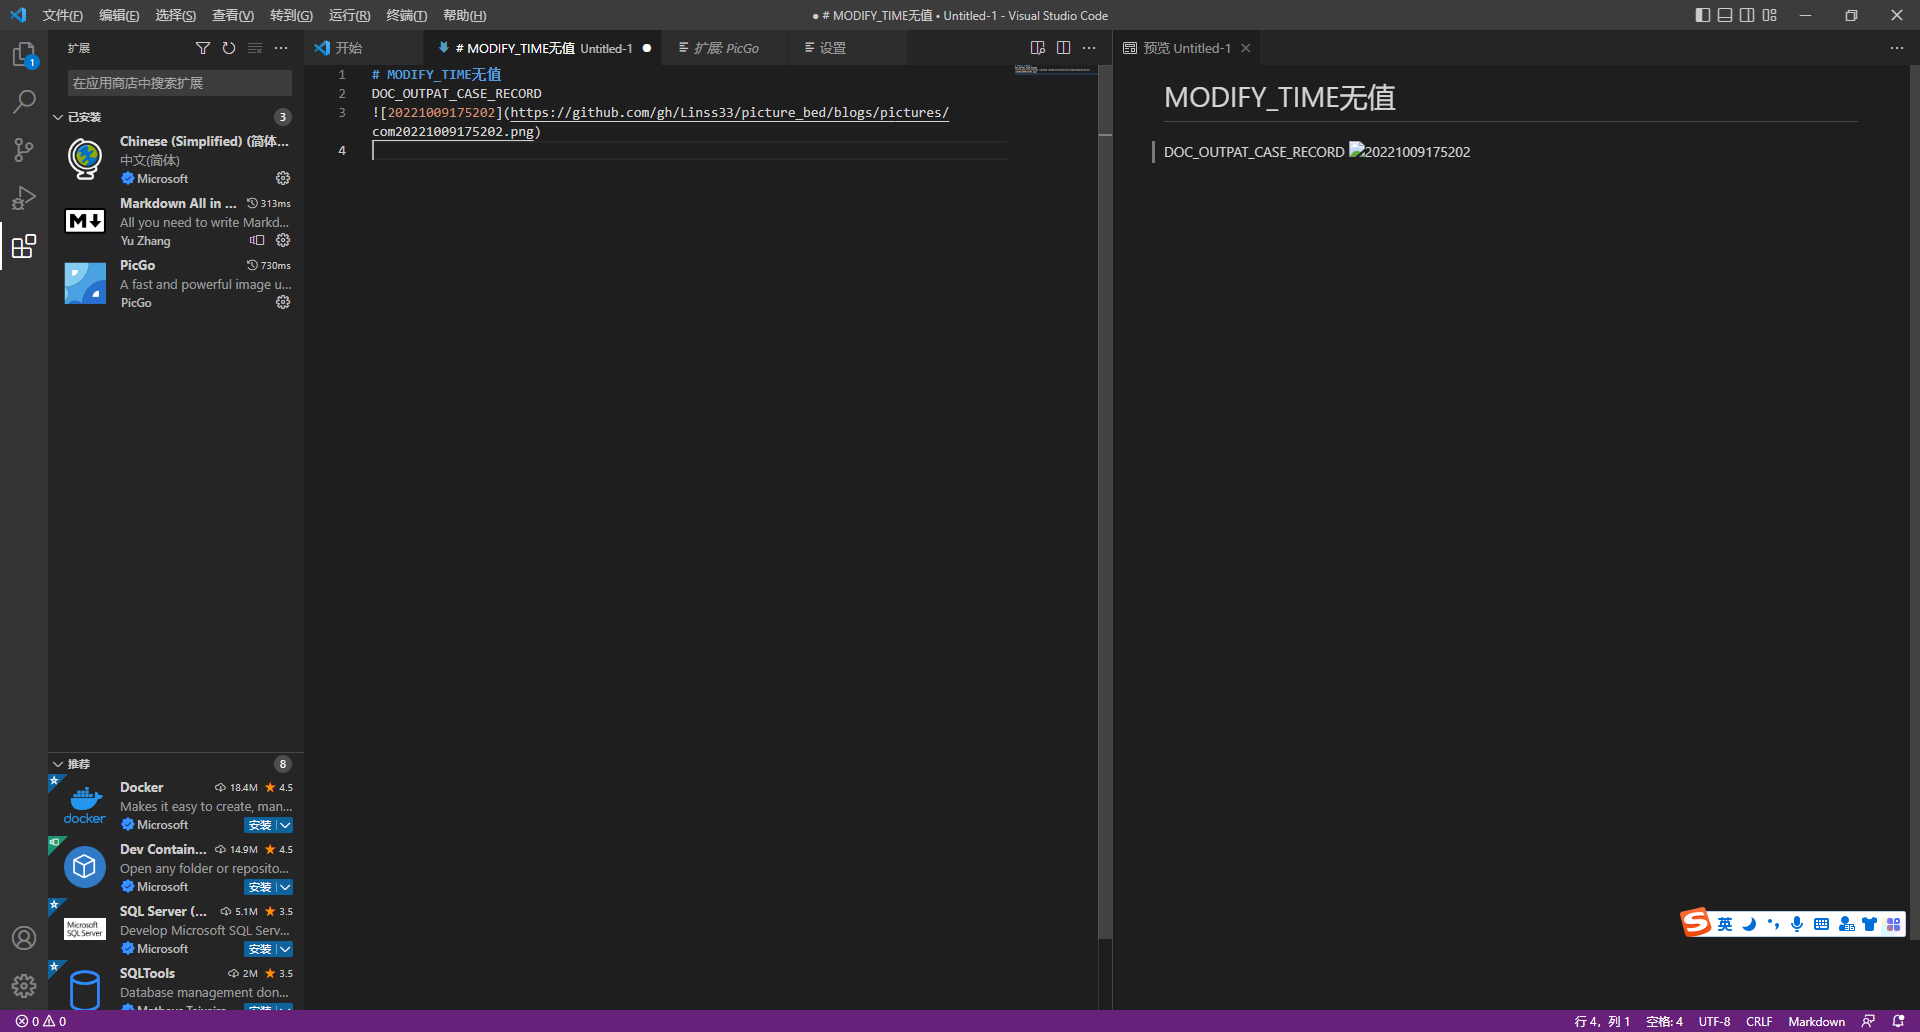 文件(F) 编辑(E) 选择(S) 查看(V) 转到(G) 运行(R) 终端(T) 帮助(H)
● # MODIFY_TIME无值 • Untitled-1 - Visual Studio Code
扩展
在应用商店中搜索扩展
已安装 3
Chinese (Simplified) (简体...
中文(简体)
Microsoft
Markdown All in ... 313ms
All you need to write Markd...
Yu Zhang
PicGo 730ms
A fast and powerful image u...
PicGo
推荐 8
Docker 18.4M 4.5
Makes it easy to create, man...
Microsoft 安装
Dev Contain... 14.9M 4.5
Open any folder or reposito...
Microsoft 安装
SQL Server (... 5.1M 3.5
Develop Microsoft SQL Serv...
Microsoft 安装
SQLTools 2M 3.5
Database management don...
docker
Microsoft
SQL Server
1
开始
# MODIFY_TIME无值 Untitled-1 ●
扩展: PicGo
设置
1 # MODIFY_TIME无值
2 DOC_OUTPAT_CASE_RECORD
3 ![20221009175202](https://github.com/gh/Linss33/picture_bed/blogs/pictures/
com20221009175202.png)
4
预览 Untitled-1
MODIFY_TIME无值
DOC_OUTPAT_CASE_RECORD 20221009175202
英
0 0
行 4，列 1 空格: 4 UTF-8 CRLF Markdown